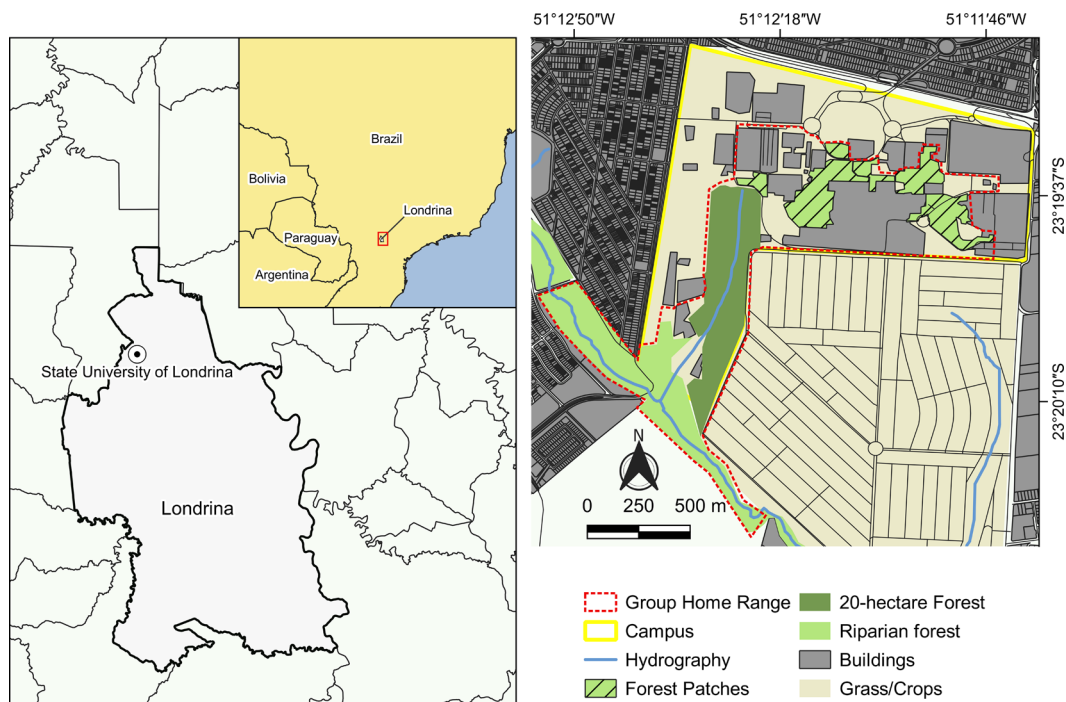 51°12'50"W 51°12'18"W 51°11'46"W
Brazil
Bolivia
Londrina
Paraguay
Argentina
State University of Londrina
Londrina
23°19'37"S
23°20'10"S
N
0 250 500 m
Group Home Range
Campus
Hydrography
Forest Patches
20-hectare Forest
Riparian forest
Buildings
Grass/Crops